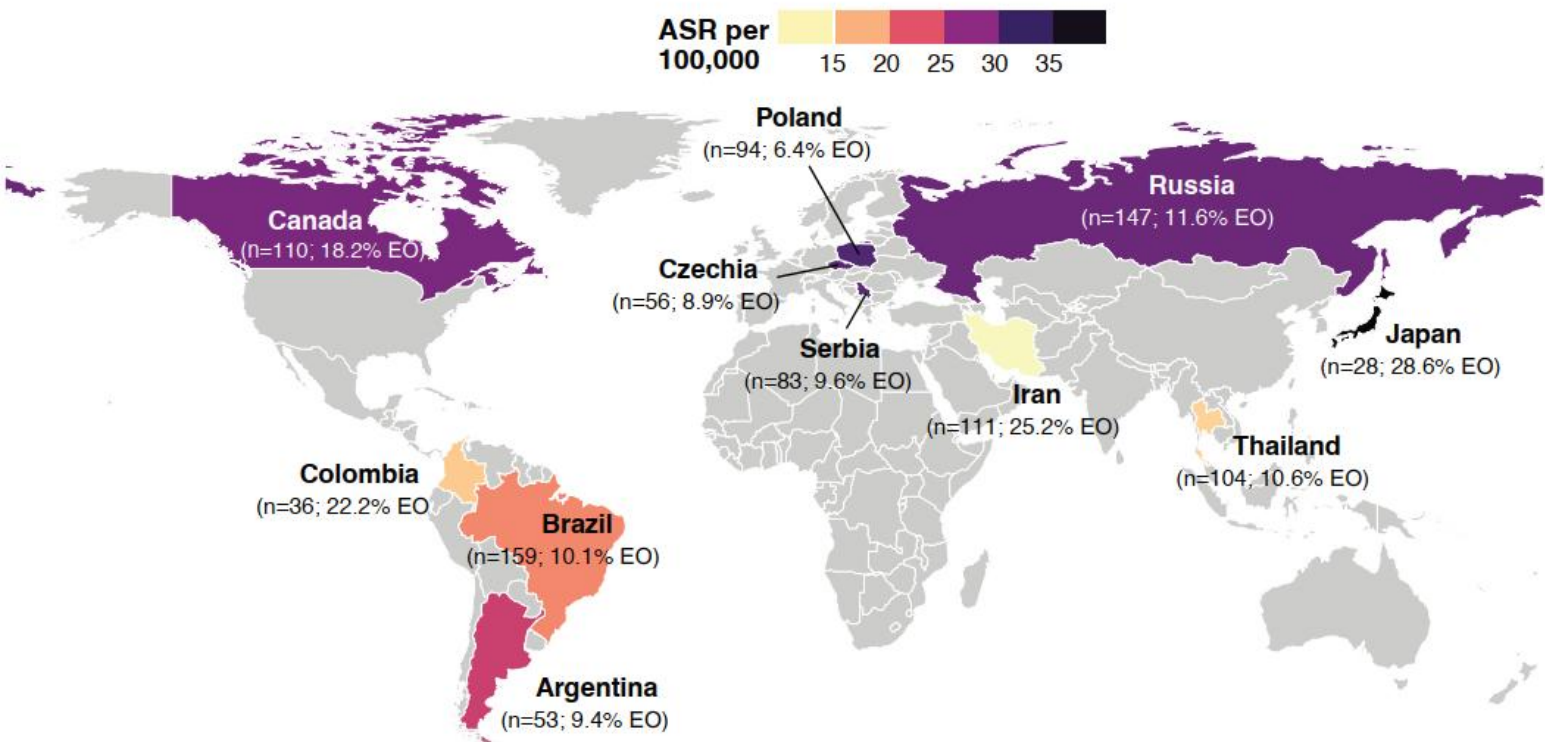 ASR per
100,000
15 20 25 30 35
Poland
(n=94; 6.4% EO)
Russia
(n=147; 11.6% EO)
Canada
(n=110; 18.2% EO)
Czechia
(n=56; 8.9% EO)
Serbia
(n=83; 9.6% EO)
Japan
(n=28; 28.6% EO)
Iran
(n=111; 25.2% EO)
Thailand
(n=104; 10.6% EO)
Colombia
(n=36; 22.2% EO
Brazil
(n=159; 10.1% EO)
Argentina
(n=53; 9.4% EO)